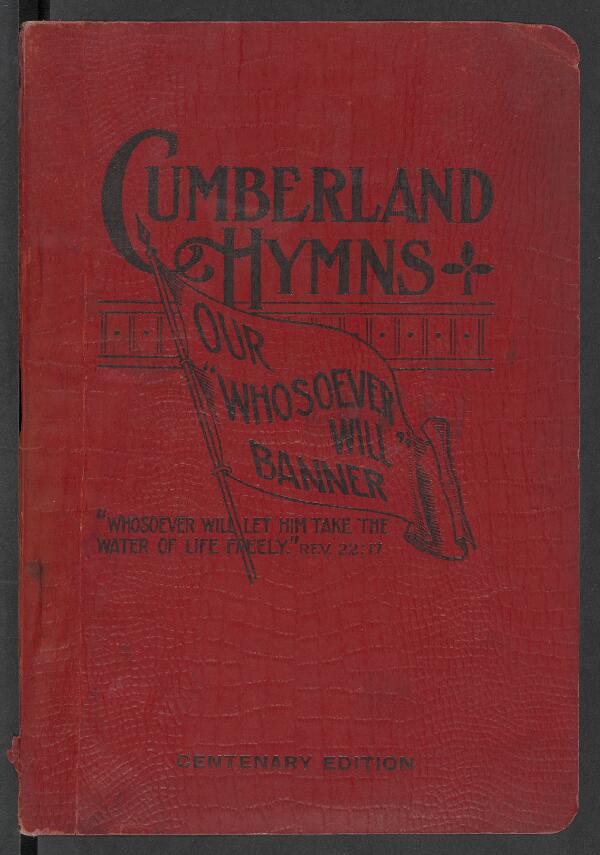 CUMBERLAND
HYMNS
OUR
"WHOSOEVER
WILL"
BANNER
"WHOSOEVER WILL LET HIM TAKE THE
WATER OF LIFE FREELY." REV. 22:17
CENTENARY EDITION